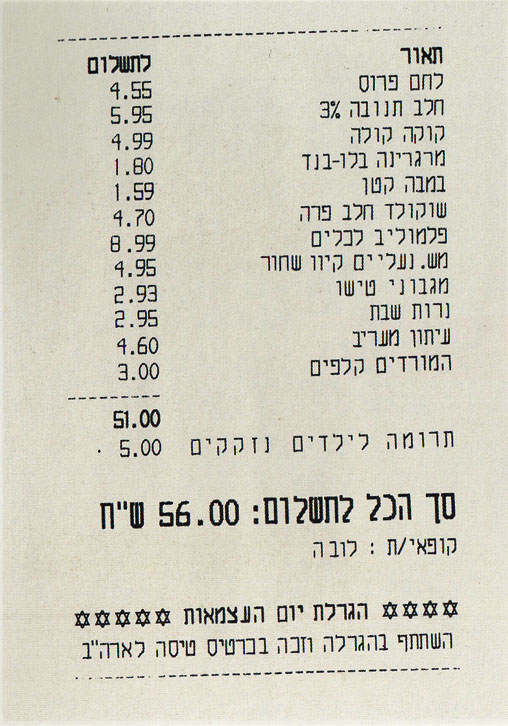 תאור לתשלום
לחם פרוס 4.55
חלב תנובה 3% 5.95
קוקה קולה 4.99
מרגרינה בלו-בנד 1.80
במבה קטן 1.59
שוקולד חלב פרה 4.70
פלמוליב לכלים 8.99
מש.נעליים קיוו שחור 4.95
מגבוני טישו 2.93
נרות שבת 2.95
עיתון מעריב 4.60
המורדים קלפים 3.00
51.00
תרומה לילדים נזקקים 5.00
סך הכל לתשלום: 56.00 ש"ח
קופאי/ת : לובה
✡✡✡✡ הגרלת יום העצמאות ✡✡✡✡✡
השתתף בהגרלה וזכה בכרטיס טיסה לארה"ב